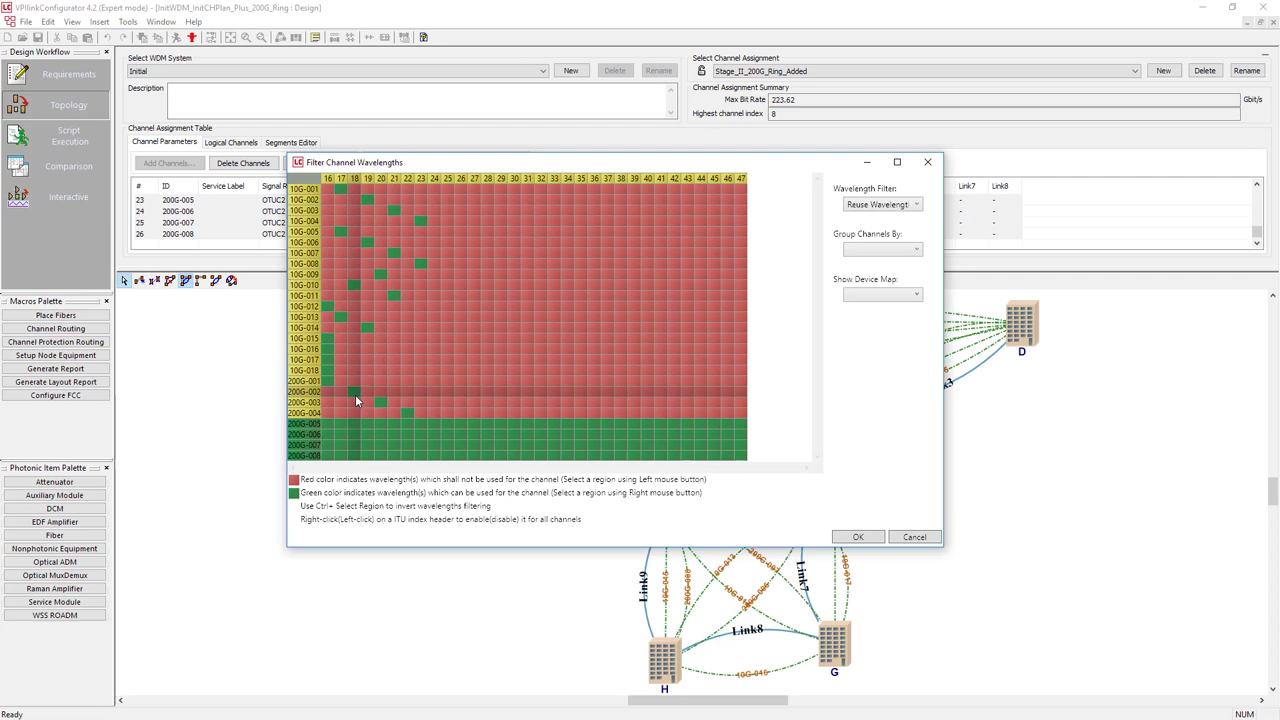 VPIlinkConfigurator 4.2 (Expert mode) - [InitWDM_InitCHPlan_Plus_200G_Ring : Design]
File Edit View Insert Tools Window Help
Design Workflow
Requirements
Topology
Script
Execution
Comparison
Interactive
Select WDM System
Initial
New Delete Rename
Description
Select Channel Assignment
Stage_II_200G_Ring_Added
New Delete Rename
Channel Assignment Summary
Max Bit Rate 223.62 Gbit/s
Highest channel index 8
Channel Assignment Table
Channel Parameters Logical Channels Segments Editor
Add Channels... Delete Channels
# ID Service Label Signal R Link7 Link8
23 200G-005 OTUC2 - -
24 200G-006 OTUC2 - -
25 200G-007 OTUC2 - -
26 200G-008 OTUC2 - -
Filter Channel Wavelengths
16 17 18 19 20 21 22 23 24 25 26 27 28 29 30 31 32 33 34 35 36 37 38 39 40 41 42 43 44 45 46 47
10G-001
10G-002
10G-003
10G-004
10G-005
10G-006
10G-007
10G-008
10G-009
10G-010
10G-011
10G-012
10G-013
10G-014
10G-015
10G-016
10G-017
10G-018
200G-001
200G-002
200G-003
200G-004
200G-005
200G-006
200G-007
200G-008
Wavelength Filter:
Reuse Wavelengt
Group Channels By:
Show Device Map:
Red color indicates wavelength(s) which shall not be used for the channel (Select a region using Left mouse button)
Green color indicates wavelength(s) which can be used for the channel (Select a region using Right mouse button)
Use Ctrl+ Select Region to invert wavelengths filtering
Right-click(Left-click) on a ITU index header to enable(disable) it for all channels
OK Cancel
Macros Palette
Place Fibers
Channel Routing
Channel Protection Routing
Setup Node Equipment
Generate Report
Generate Layout Report
Configure FCC
Photonic Item Palette
Attenuator
Auxiliary Module
DCM
EDF Amplifier
Fiber
Nonphotonic Equipment
Optical ADM
Optical MuxDemux
Raman Amplifier
Service Module
WSS ROADM
D
Link9
Link7
Link8
H
G
Ready
NUM